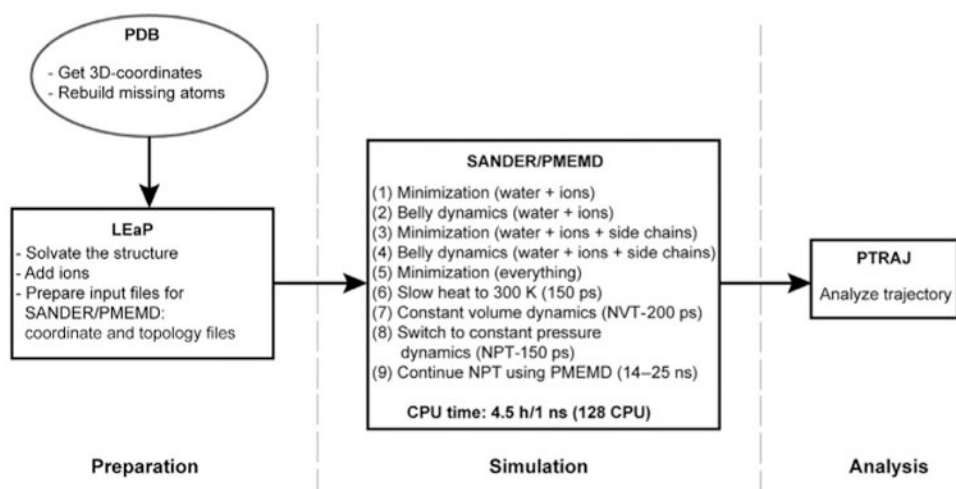 PDB
- Get 3D-coordinates
- Rebuild missing atoms
LEaP
- Solvate the structure
- Add ions
- Prepare input files for
SANDER/PMEMD:
coordinate and topology files
SANDER/PMEMD
(1) Minimization (water + ions)
(2) Belly dynamics (water + ions)
(3) Minimization (water + ions + side chains)
(4) Belly dynamics (water + ions + side chains)
(5) Minimization (everything)
(6) Slow heat to 300 K (150 ps)
(7) Constant volume dynamics (NVT-200 ps)
(8) Switch to constant pressure
dynamics (NPT-150 ps)
(9) Continue NPT using PMEMD (14–25 ns)
CPU time: 4.5 h/1 ns (128 CPU)
PTRAJ
Analyze trajectory
Preparation
Simulation
Analysis